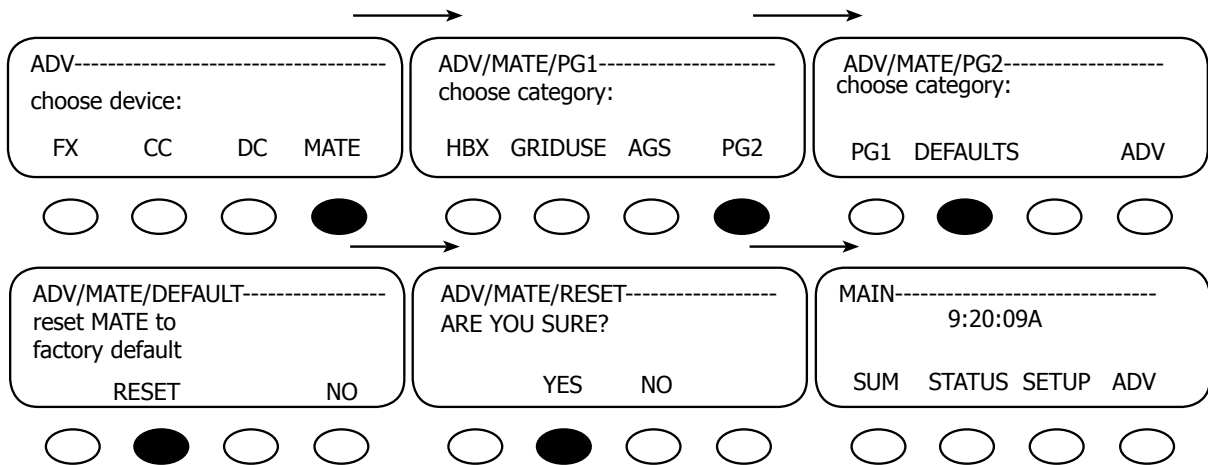 ADV-------------------------------------
choose device:
FX CC DC MATE
ADV/MATE/PG1---------------------
choose category:
HBX GRIDUSE AGS PG2
ADV/MATE/PG2-------------------
choose category:
PG1 DEFAULTS ADV
ADV/MATE/DEFAULT-----------------
reset MATE to
factory default
RESET NO
ADV/MATE/RESET------------------
ARE YOU SURE?
YES NO
MAIN-------------------------------
9:20:09A
SUM STATUS SETUP ADV